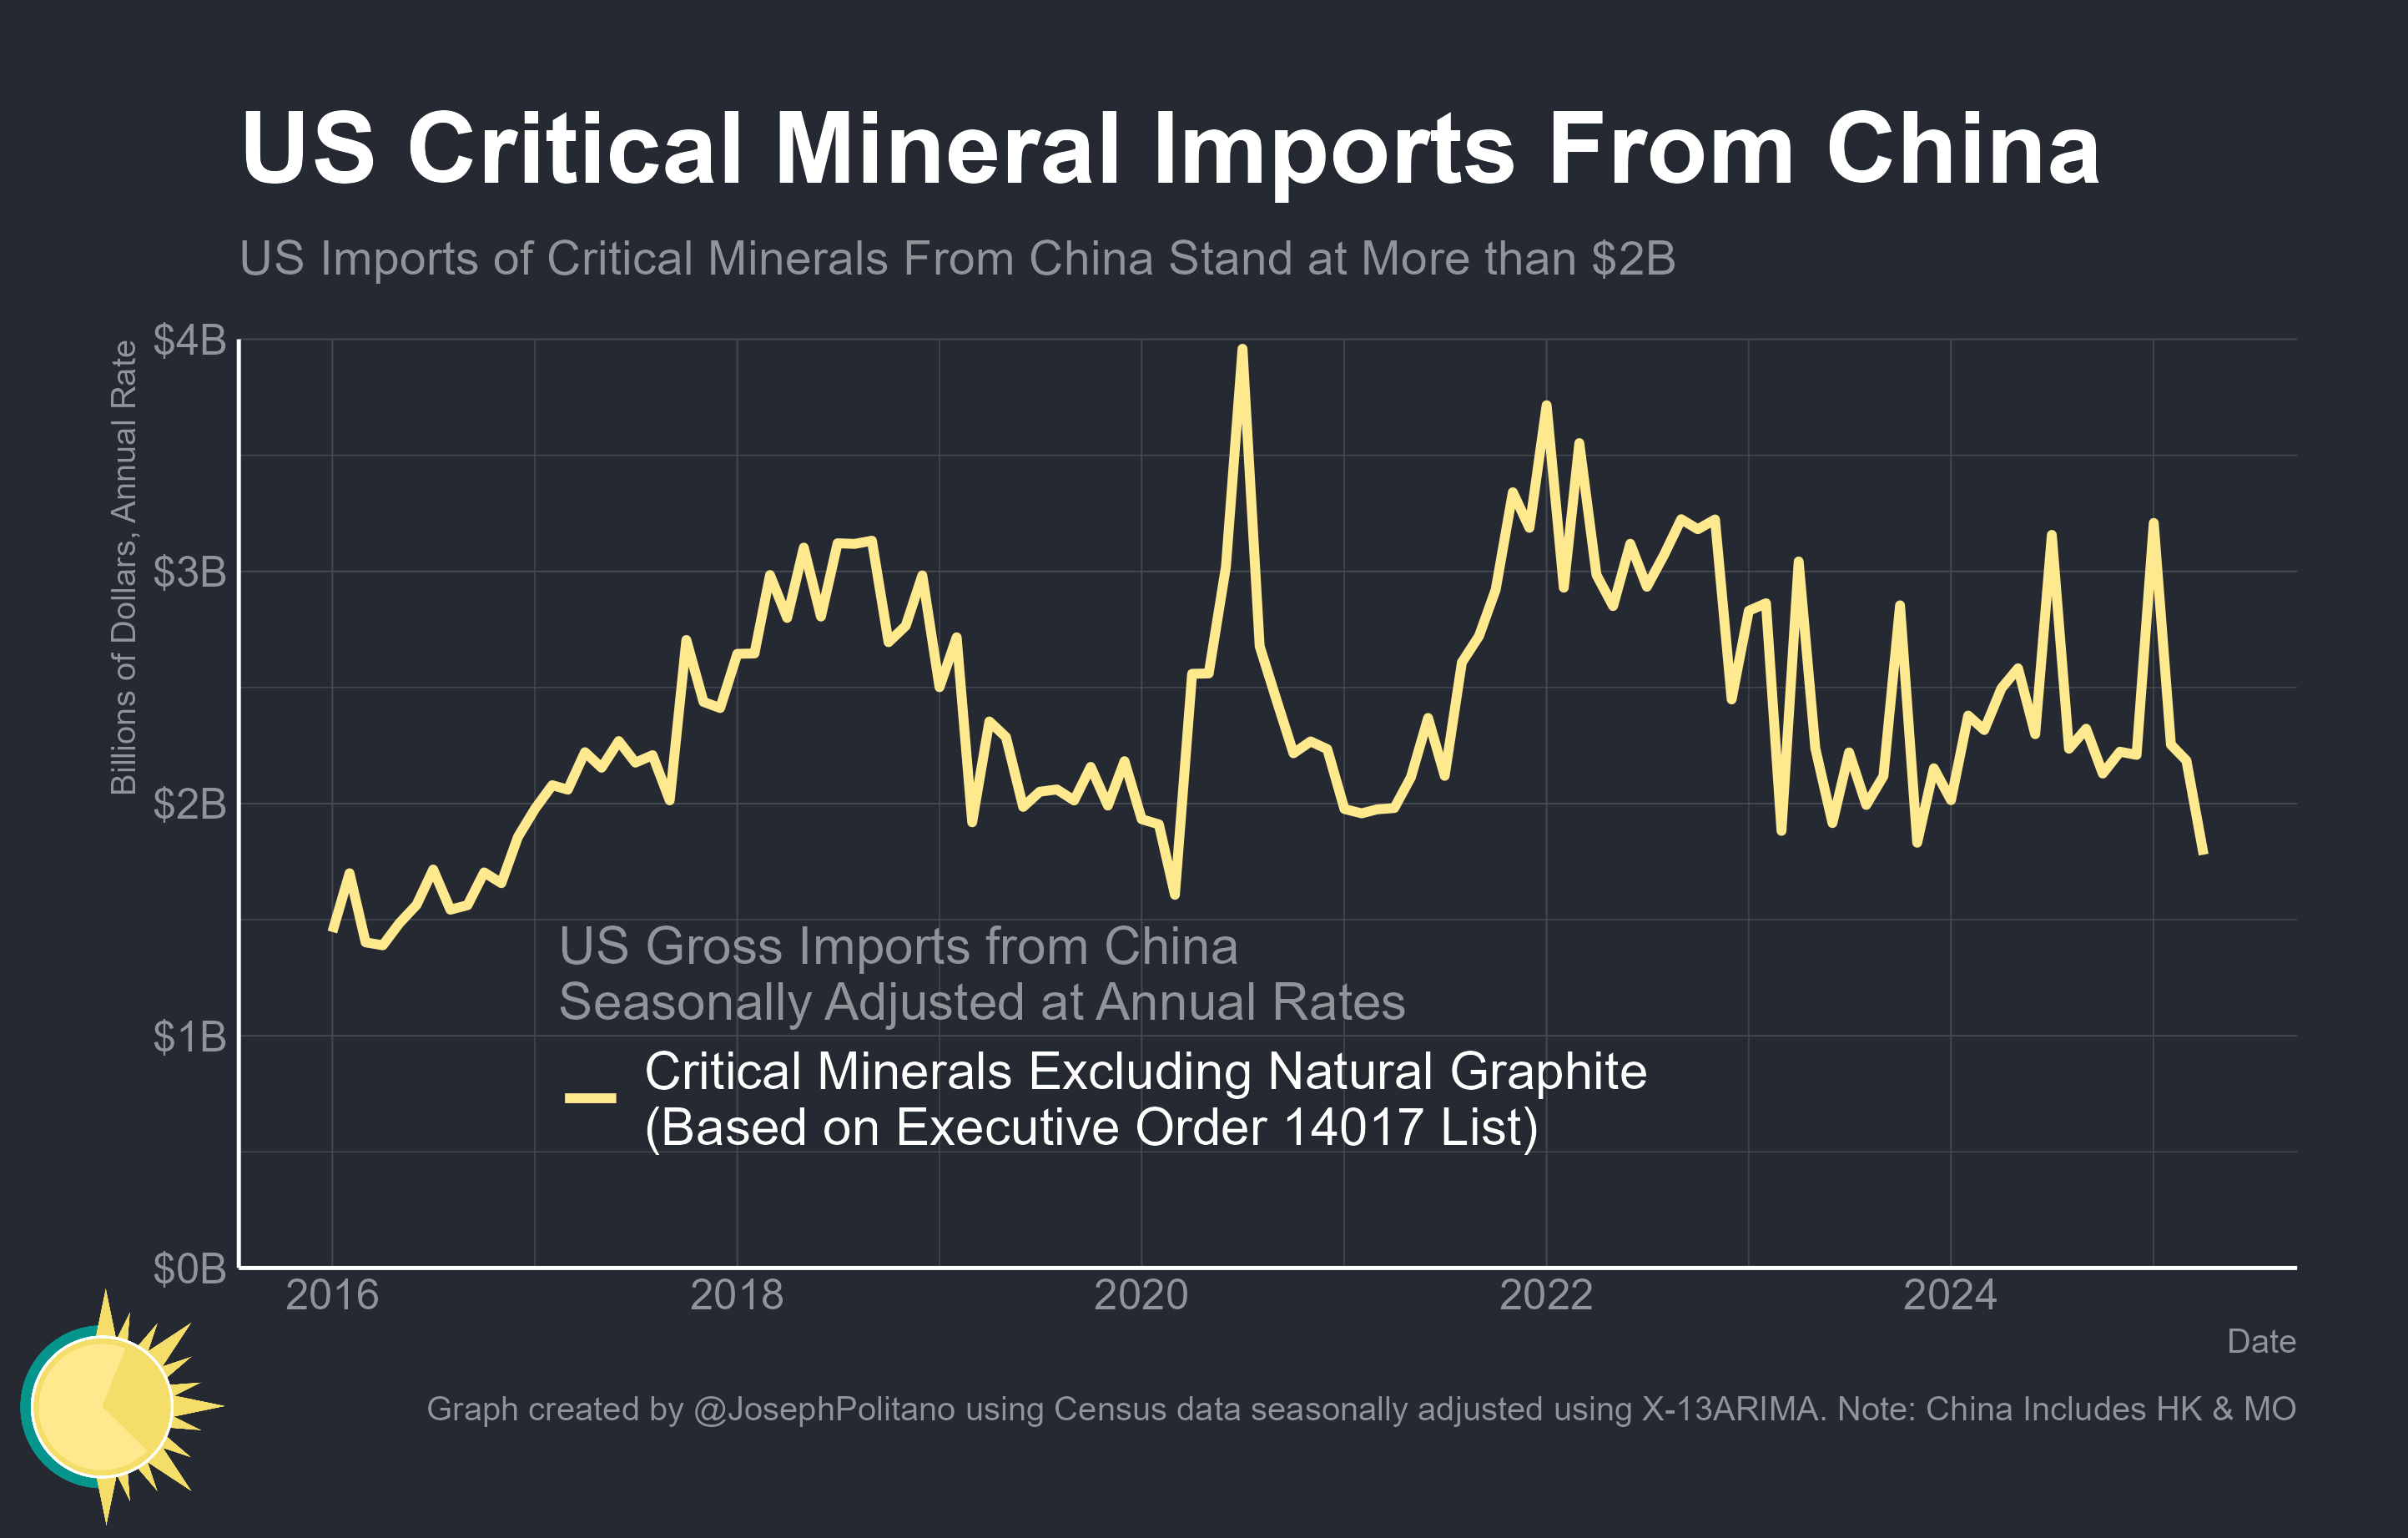 US Critical Mineral Imports From China
US Imports of Critical Minerals From China Stand at More than $2B
Billions of Dollars, Annual Rate
$4B
$3B
$2B
$1B
$0B
US Gross Imports from China
Seasonally Adjusted at Annual Rates
Critical Minerals Excluding Natural Graphite
(Based on Executive Order 14017 List)
2016 2018 2020 2022 2024
Date
Graph created by @JosephPolitano using Census data seasonally adjusted using X-13ARIMA. Note: China Includes HK & MO